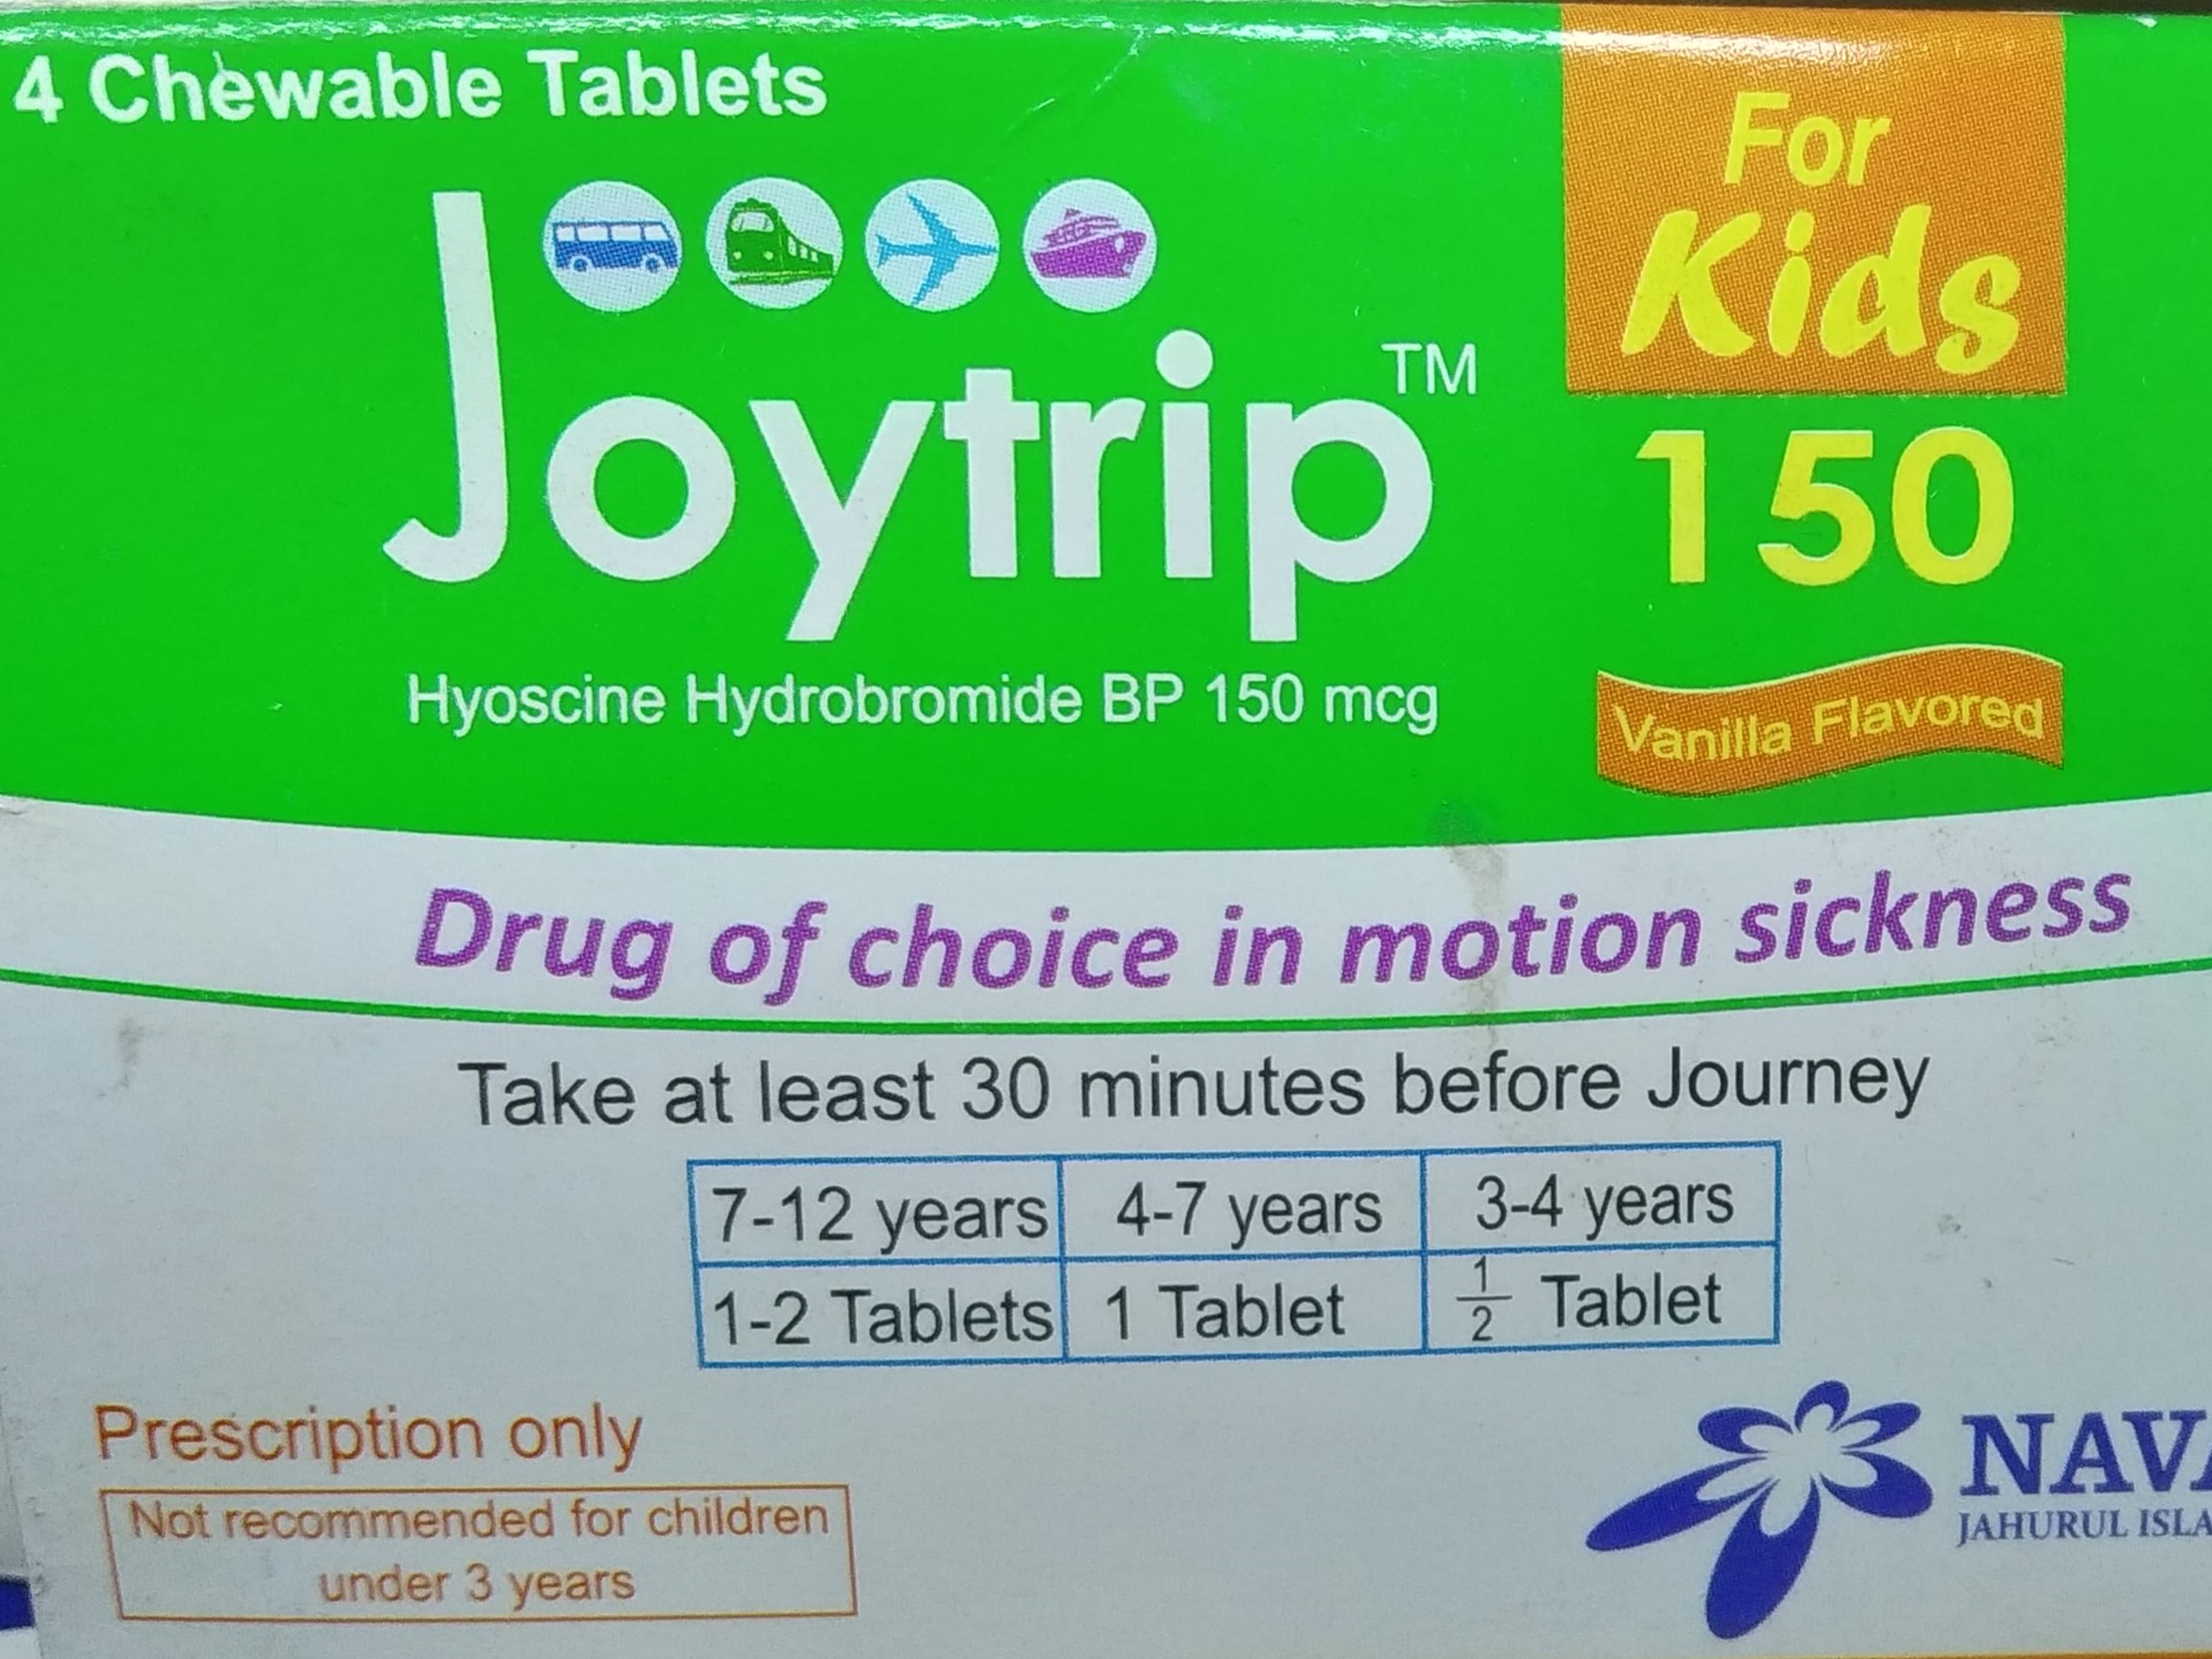 4 Chewable Tablets
For
Kids
Joytrip™
150
Hyoscine Hydrobromide BP 150 mcg
Vanilla Flavored
Drug of choice in motion sickness
Take at least 30 minutes before Journey
7-12 years 4-7 years 3-4 years
1-2 Tablets 1 Tablet ½ Tablet
Prescription only
Not recommended for children
under 3 years
JAHURUL